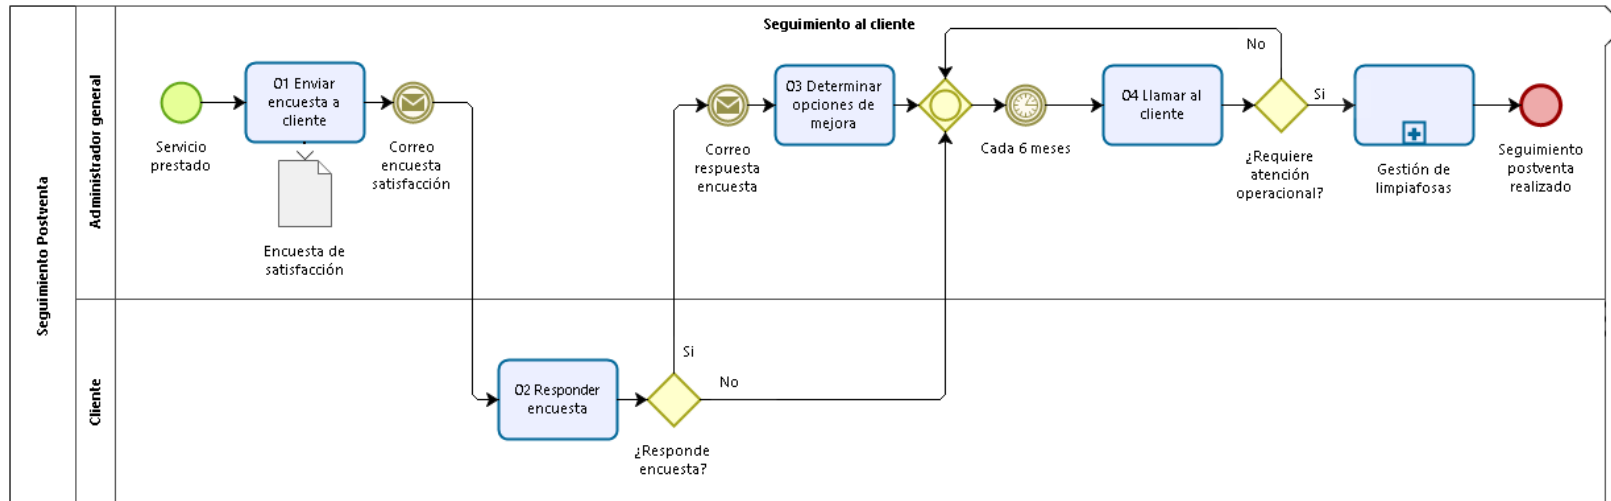 Seguimiento Postventa
Administrador general
Cliente
Seguimiento al cliente
Servicio
prestado
01 Enviar
encuesta a
cliente
Encuesta de
satisfacción
Correo
encuesta
satisfacción
02 Responder
encuesta
¿Responde
encuesta?
Si
No
Correo
respuesta
encuesta
03 Determinar
opciones de
mejora
Cada 6 meses
04 Llamar al
cliente
¿Requiere
atención
operacional?
No
Si
Gestión de
limpiafosas
Seguimiento
postventa
realizado